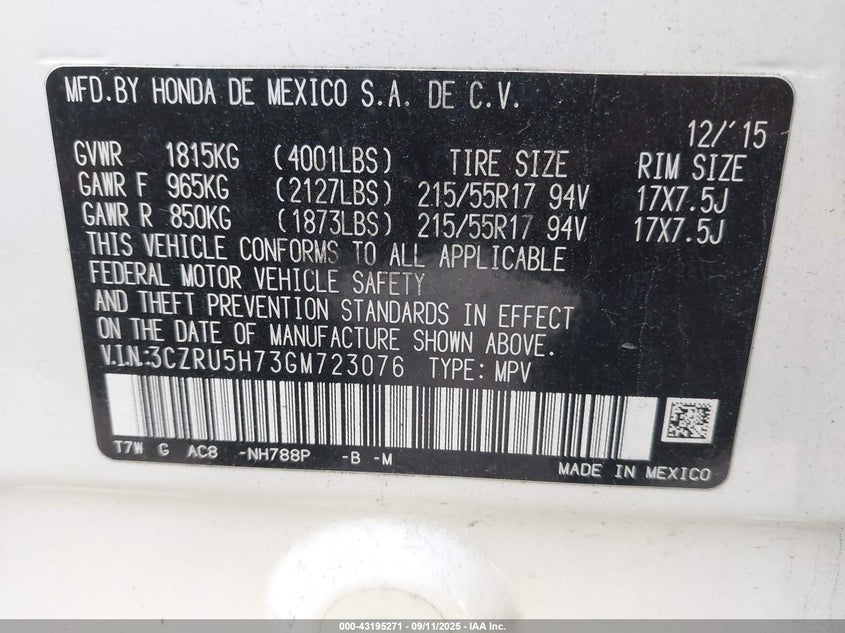 MFD.BY HONDA DE MEXICO S.A. DE C.V.
12/'15
GVWR 1815KG (4001LBS) TIRE SIZE RIM SIZE
GAWR F 965KG (2127LBS) 215/55R17 94V 17X7.5J
GAWR R 850KG (1873LBS) 215/55R17 94V 17X7.5J
THIS VEHICLE CONFORMS TO ALL APPLICABLE
FEDERAL MOTOR VEHICLE SAFETY
AND THEFT PREVENTION STANDARDS IN EFFECT
ON THE DATE OF MANUFACTURE SHOWN ABOVE.
V.I.N.:3CZRU5H73GM723076 TYPE: MPV
T7W G AC8 -NH788P -B -M
MADE IN MEXICO
000-43195271 - 09/11/2025 - IAA Inc.